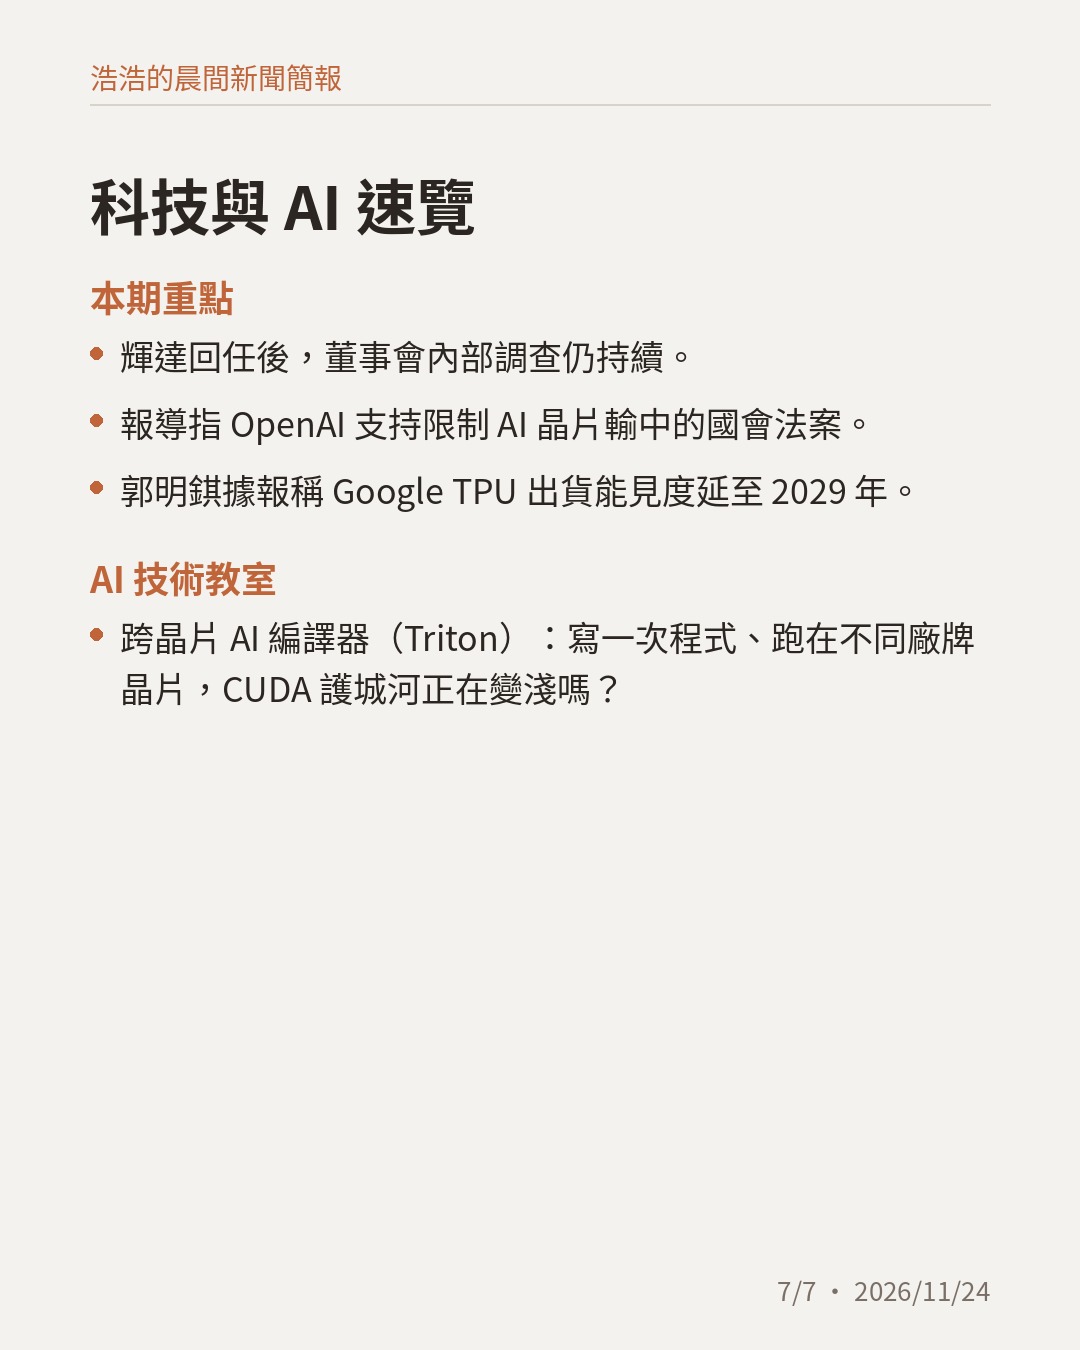 浩浩的晨間新聞簡報
科技與 AI 速覽
本期重點
輝達回任後，董事會內部調查仍持續。
報導指 OpenAI 支持限制 AI 晶片輸中的國會法案。
郭明錤據報稱 Google TPU 出貨能見度延至 2029 年。
AI 技術教室
跨晶片 AI 編譯器（Triton）：寫一次程式、跑在不同廠牌
晶片，CUDA 護城河正在變淺嗎？
7/7 · 2026/11/24